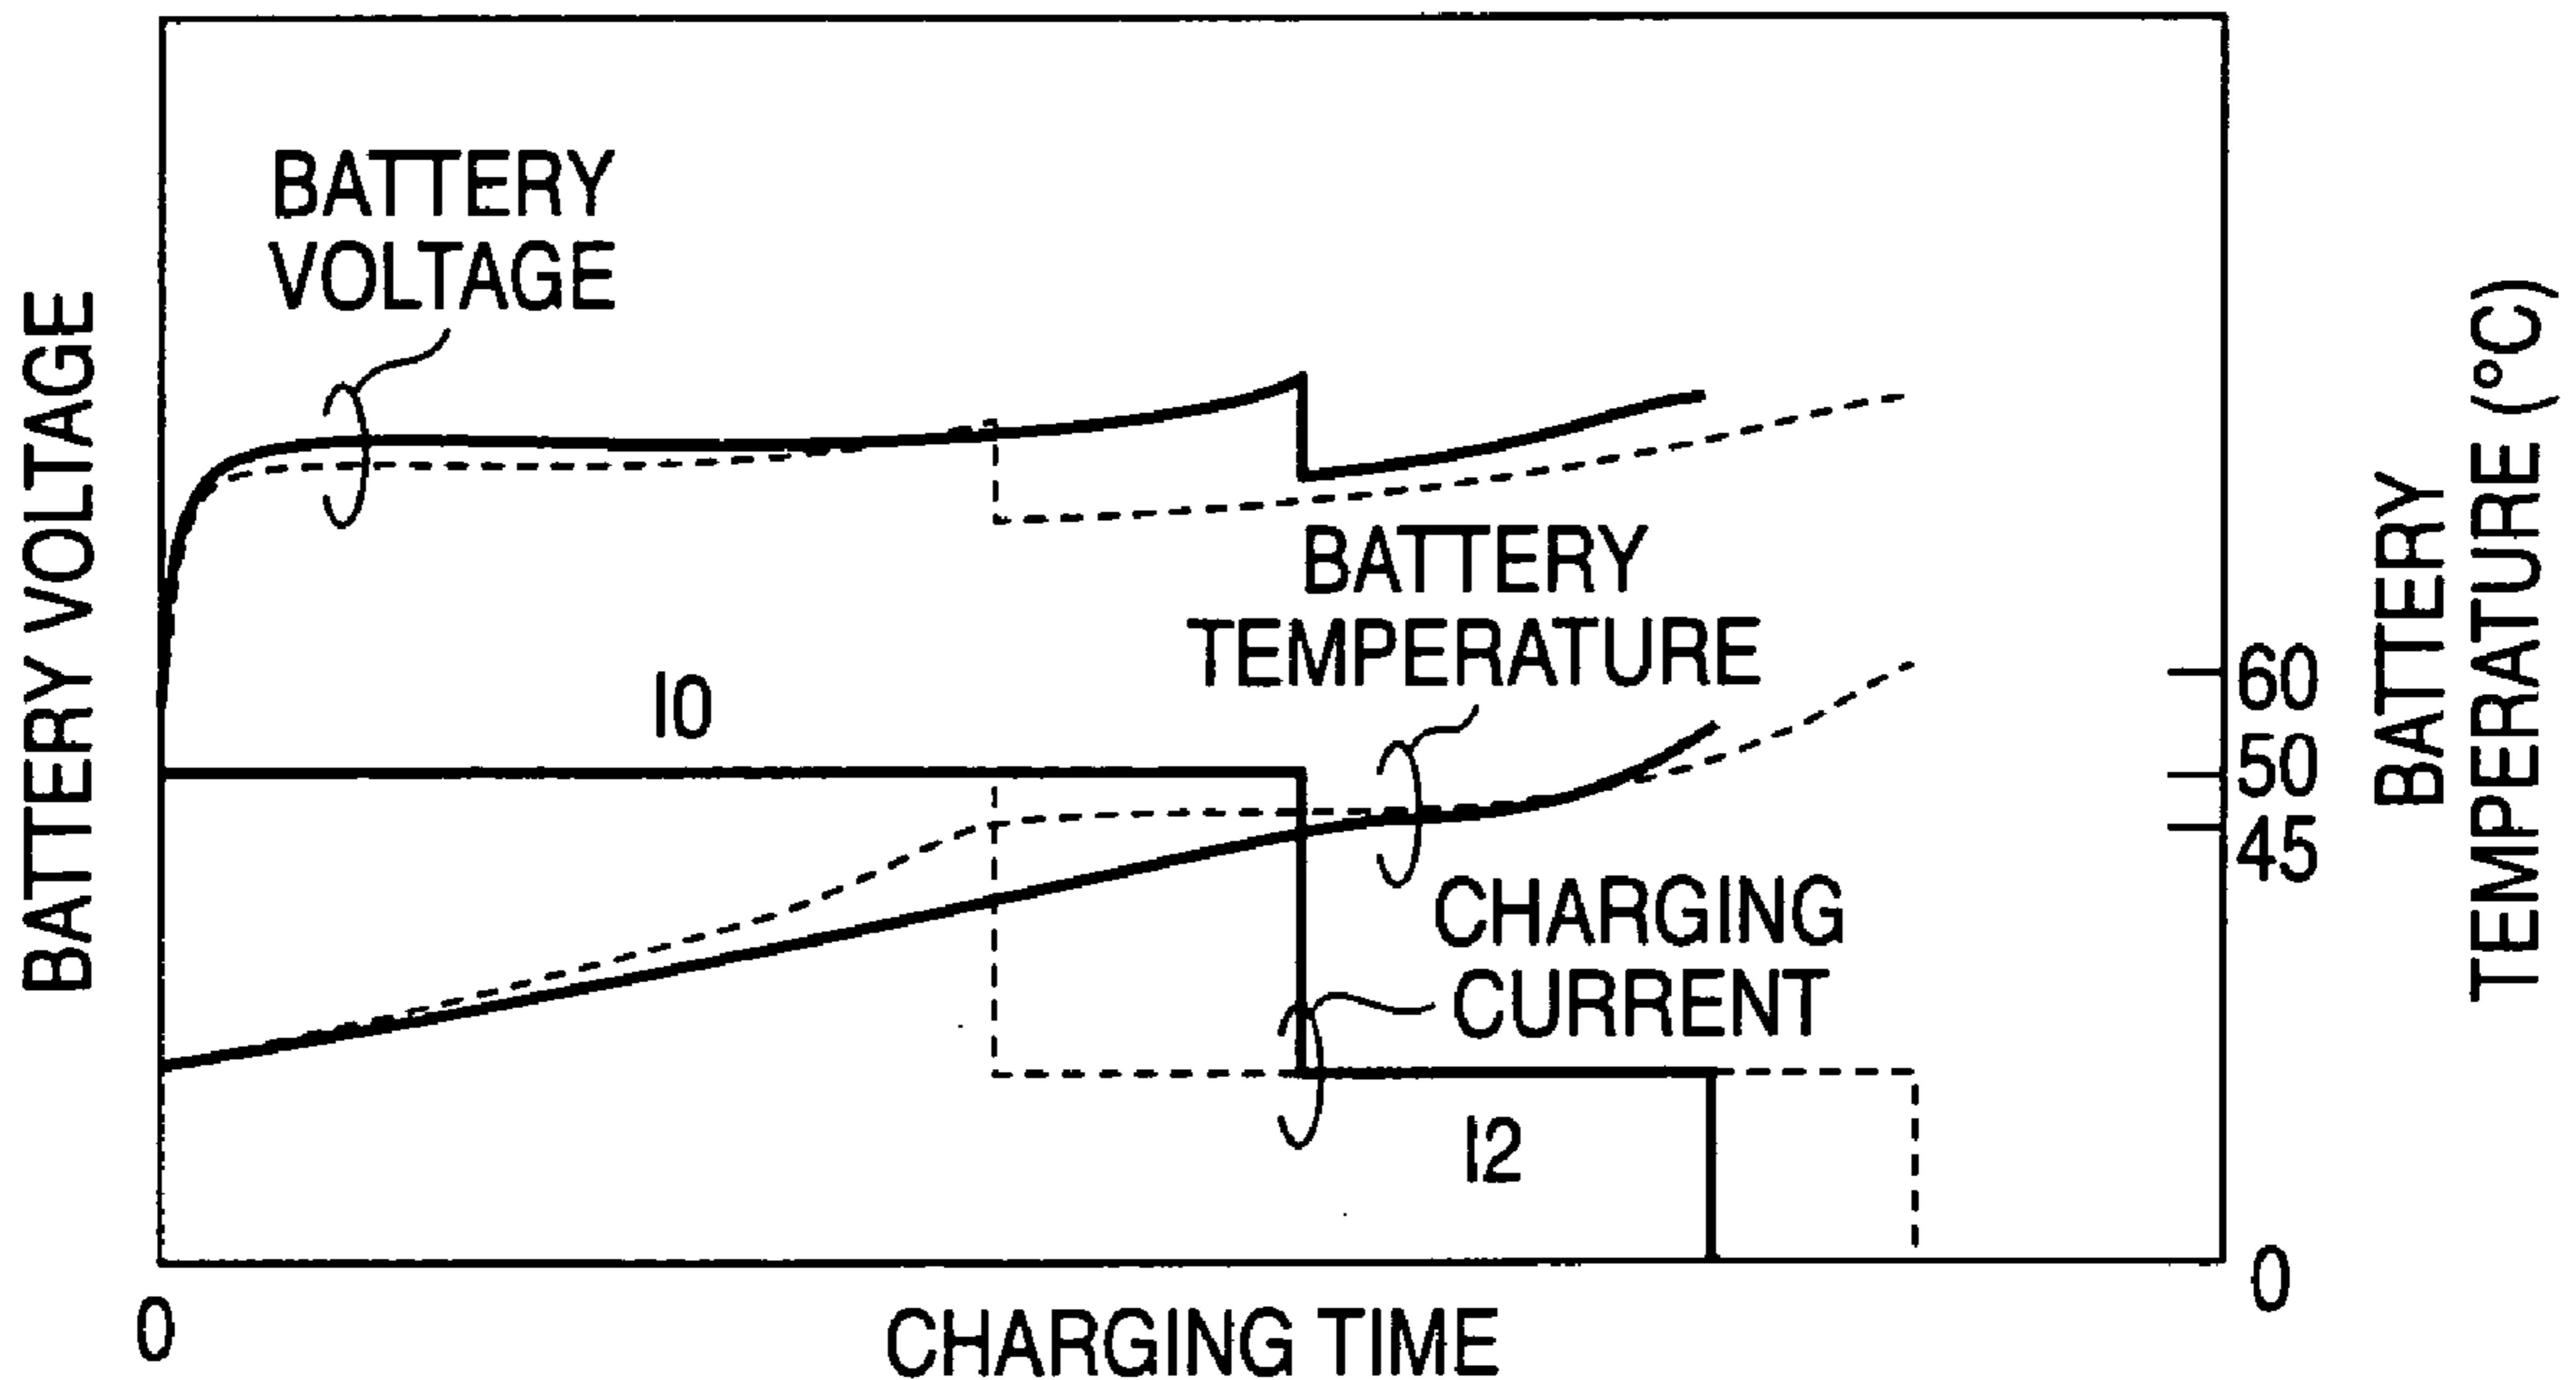 BATTERY VOLTAGE
BATTERY
VOLTAGE
BATTERY
TEMPERATURE
I0
CHARGING
CURRENT
I2
60
50
45
0
BATTERY
TEMPERATURE (°C)
0
CHARGING TIME